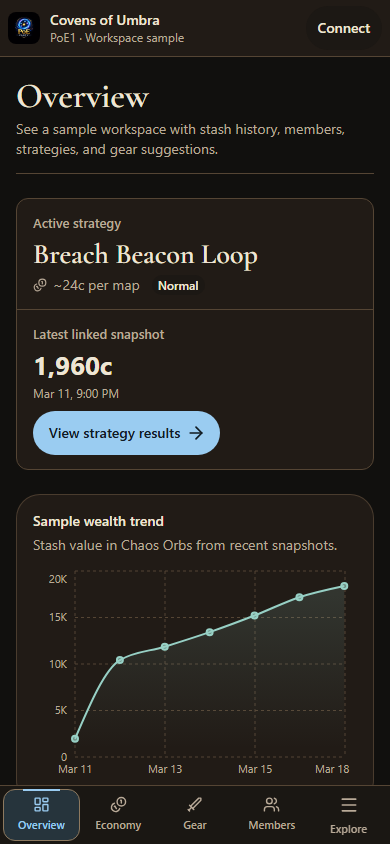 Covens of Umbra
PoE1 · Workspace sample
Connect
Overview
See a sample workspace with stash history, members,
strategies, and gear suggestions.
Active strategy
Breach Beacon Loop
~24c per map
Normal
Latest linked snapshot
1,960c
Mar 11, 9:00 PM
View strategy results
Sample wealth trend
Stash value in Chaos Orbs from recent snapshots.
20K
15K
10K
5K
0
Mar 11
Mar 13
Mar 15
Mar 18
Overview
Economy
Gear
Members
Explore